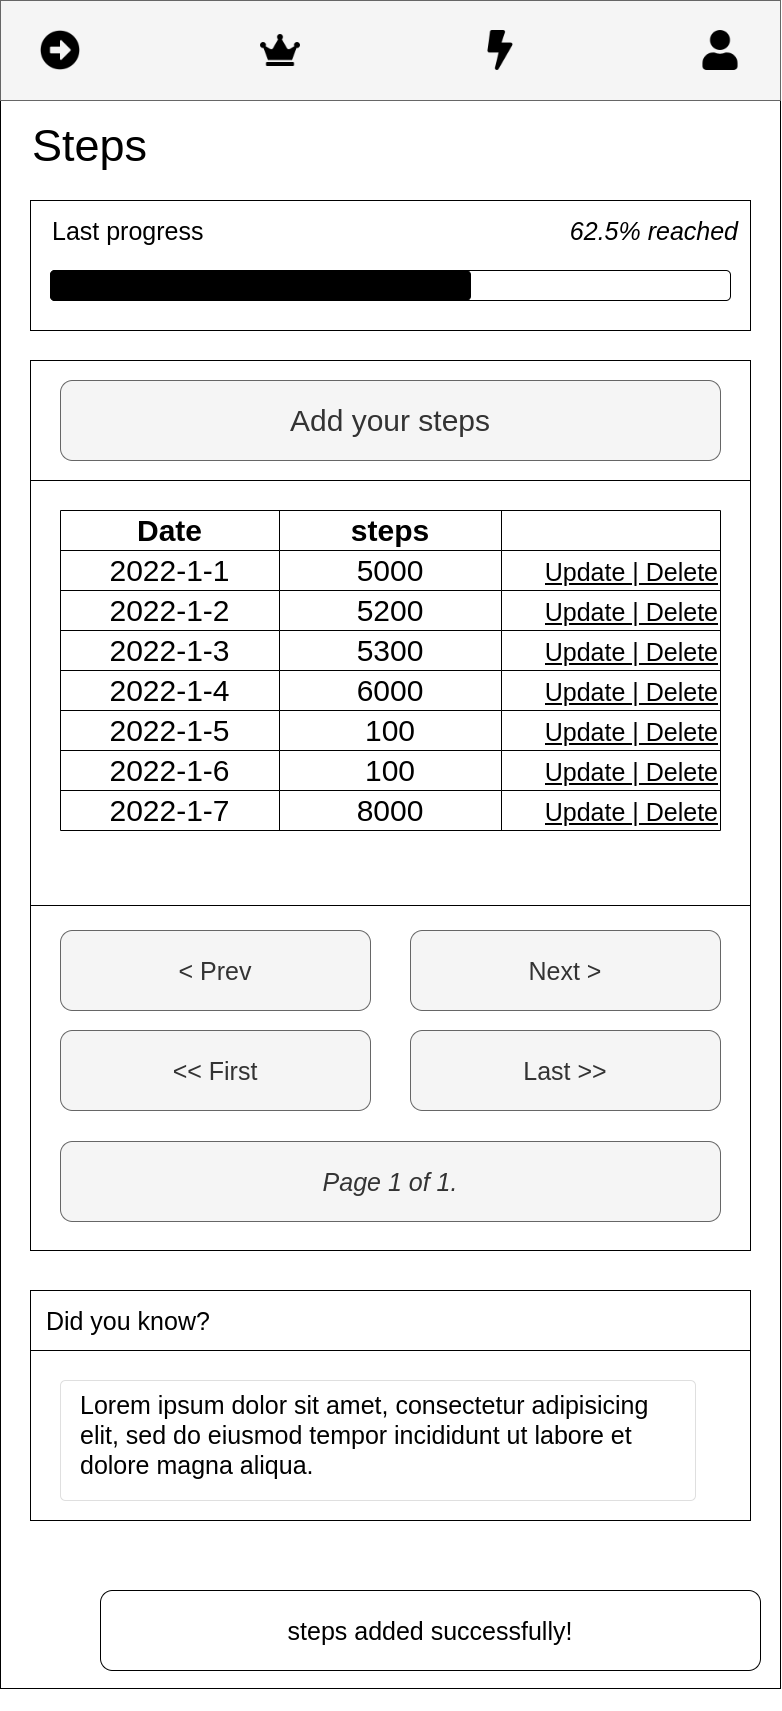 Steps
Last progress 62.5% reached
Add your steps
Date steps
2022-1-1 5000 Update | Delete
2022-1-2 5200 Update | Delete
2022-1-3 5300 Update | Delete
2022-1-4 6000 Update | Delete
2022-1-5 100 Update | Delete
2022-1-6 100 Update | Delete
2022-1-7 8000 Update | Delete
< Prev Next >
<< First Last >>
Page 1 of 1.
Did you know?
Lorem ipsum dolor sit amet, consectetur adipisicing
elit, sed do eiusmod tempor incididunt ut labore et
dolore magna aliqua.
steps added successfully!